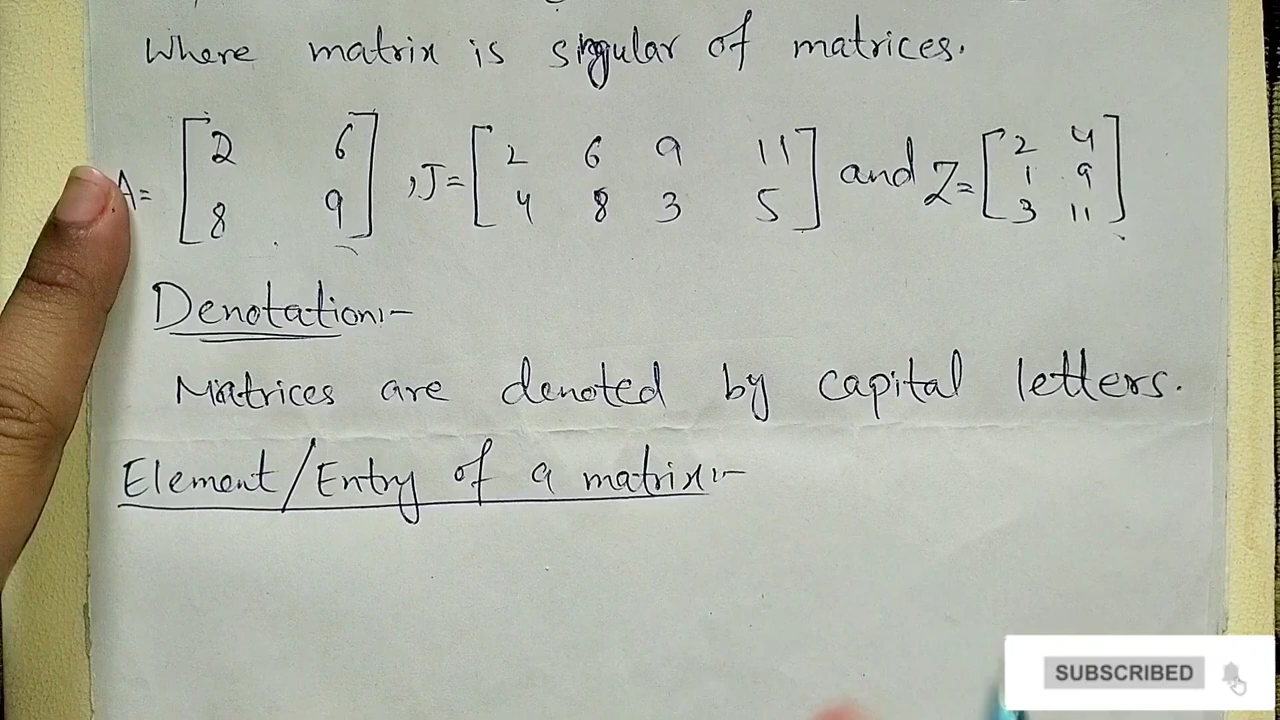 Where matrix is singular of matrices.
A= [2 6
8 9] , J= [2 6 9 11
4 8 3 5] and Z= [2 4
1 9
3 11]
Denotation:-
Matrices are denoted by capital letters.
Element/Entry of a matrix:-
SUBSCRIBED